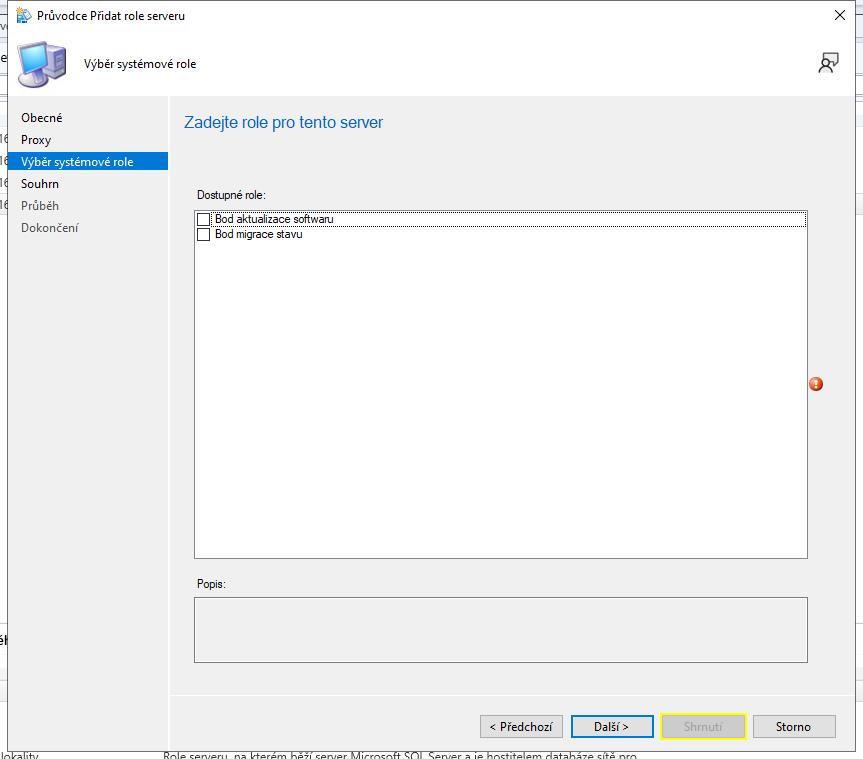 Průvodce Přidat role serveru
Výběr systémové role
Obecné
Proxy
Výběr systémové role
Souhrn
Průběh
Dokončení
Zadejte role pro tento server
Dostupné role:
Bod aktualizace softwaru
Bod migrace stavu
Popis:
< Předchozí
Další >
Shrnutí
Storno
lokality
Role serveru, na kterém běží server Microsoft SQL Server a je hostitelem databáze sítě pro